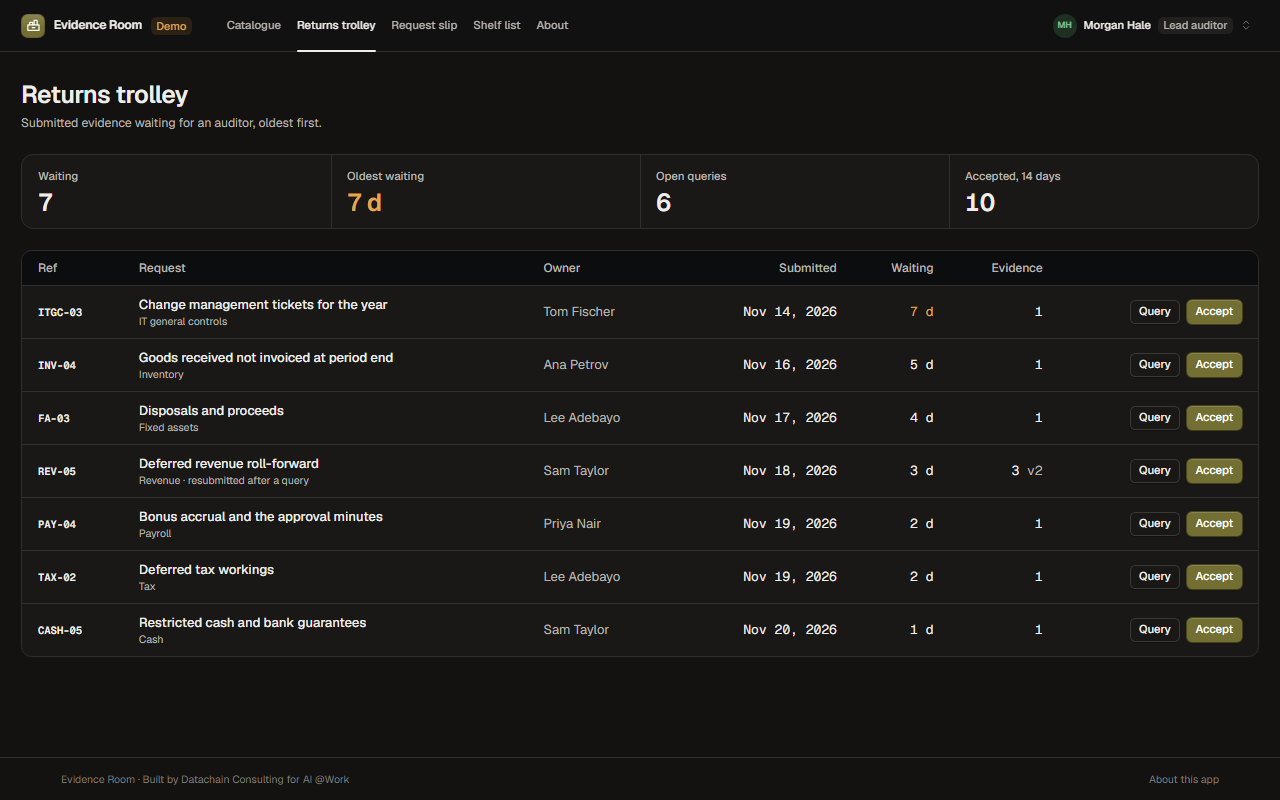 Evidence Room Demo Catalogue Returns trolley Request slip Shelf list About MH Morgan Hale Lead auditor
Returns trolley
Submitted evidence waiting for an auditor, oldest first.
Waiting Oldest waiting Open queries Accepted, 14 days
7 7 d 6 10
Ref Request Owner Submitted Waiting Evidence
ITGC-03 Change management tickets for the year Tom Fischer Nov 14, 2026 7 d 1 Query Accept
IT general controls
INV-04 Goods received not invoiced at period end Ana Petrov Nov 16, 2026 5 d 1 Query Accept
Inventory
FA-03 Disposals and proceeds Lee Adebayo Nov 17, 2026 4 d 1 Query Accept
Fixed assets
REV-05 Deferred revenue roll-forward Sam Taylor Nov 18, 2026 3 d 3 v2 Query Accept
Revenue · resubmitted after a query
PAY-04 Bonus accrual and the approval minutes Priya Nair Nov 19, 2026 2 d 1 Query Accept
Payroll
TAX-02 Deferred tax workings Lee Adebayo Nov 19, 2026 2 d 1 Query Accept
Tax
CASH-05 Restricted cash and bank guarantees Sam Taylor Nov 20, 2026 1 d 1 Query Accept
Cash
Evidence Room · Built by Datachain Consulting for AI @Work About this app